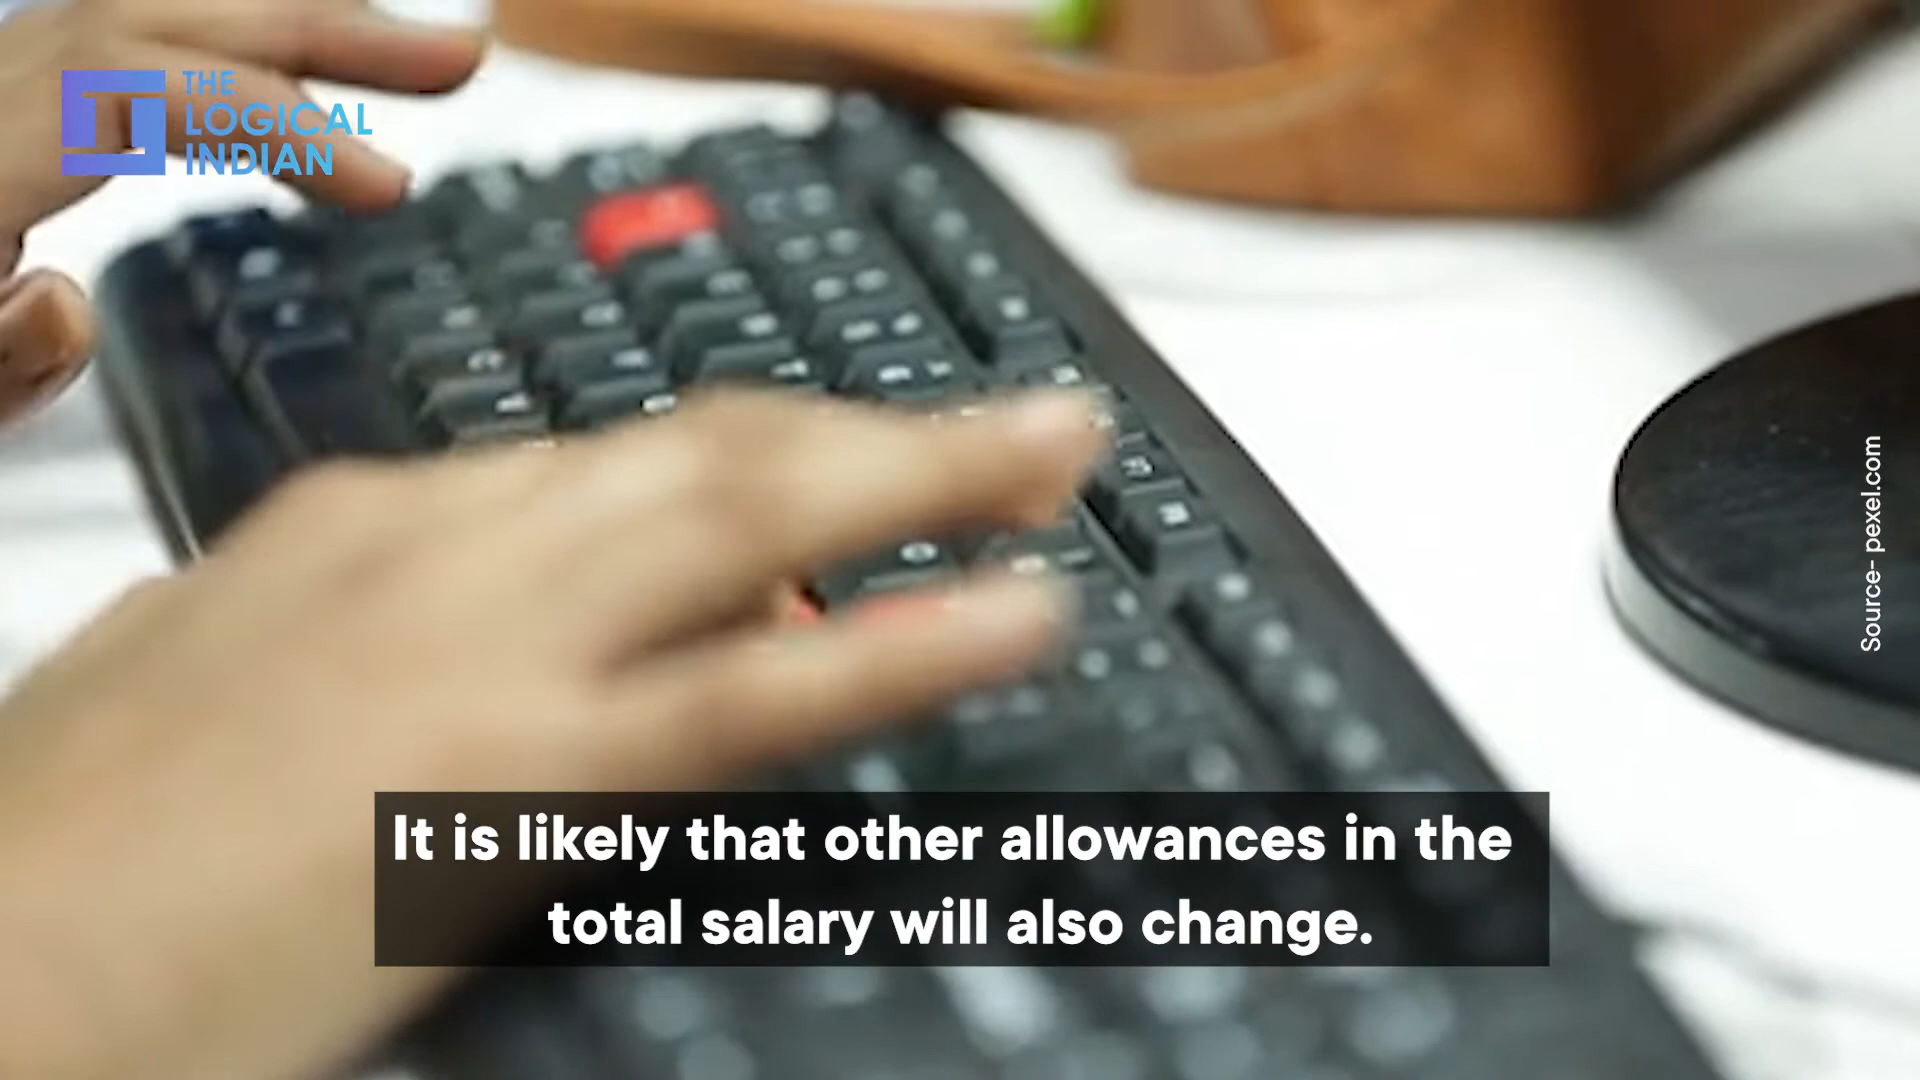 THE
LOGICAL
INDIAN
Source- pexel.com
It is likely that other allowances in the
total salary will also change.